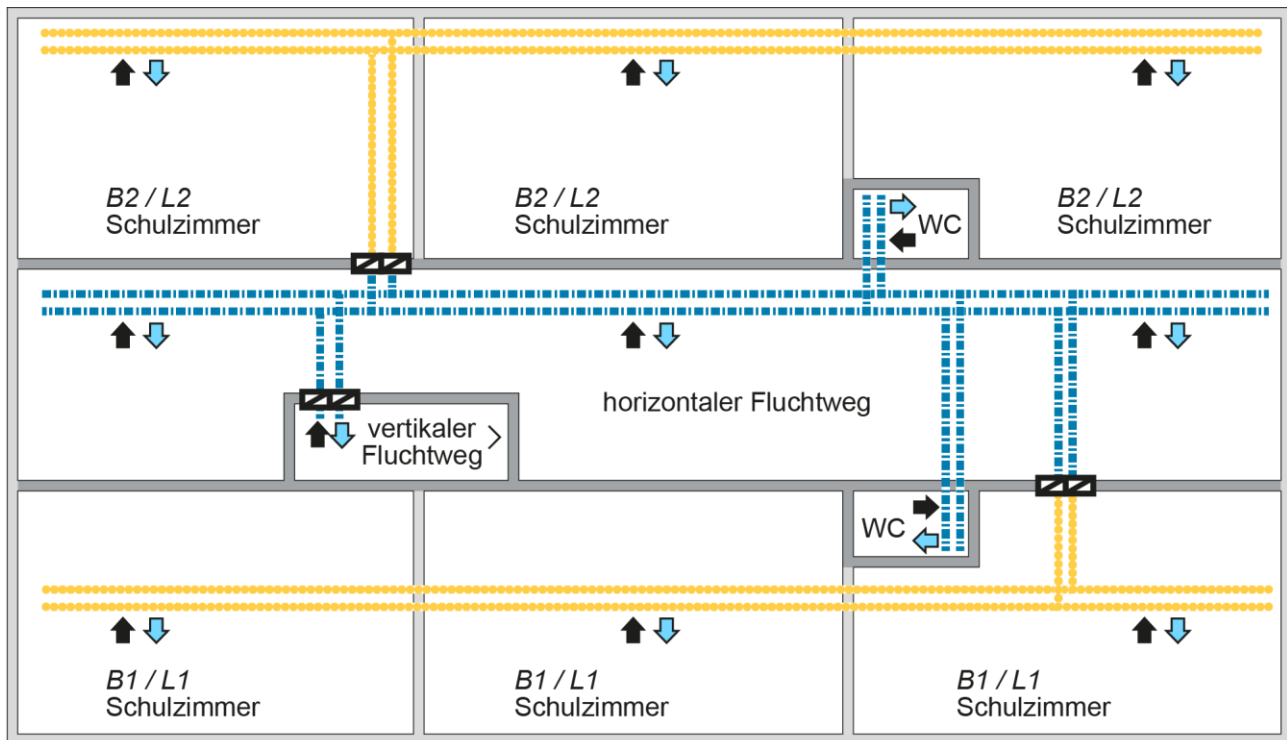 B2 / L2
Schulzimmer
B2 / L2
Schulzimmer
WC
B2 / L2
Schulzimmer
horizontaler Fluchtweg
vertikaler
Fluchtweg
WC
B1 / L1
Schulzimmer
B1 / L1
Schulzimmer
B1 / L1
Schulzimmer